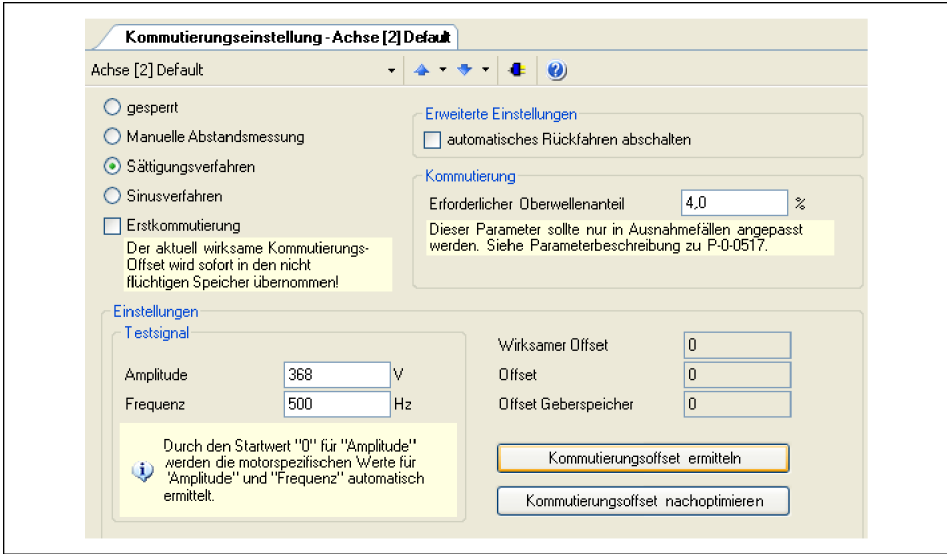 Kommutierungseinstellung - Achse [2] Default
Achse [2] Default
gesperrt
Manuelle Abstandsmessung
Sättigungsverfahren
Sinusverfahren
Erstkommutierung
Der aktuell wirksame Kommutierungs-
Offset wird sofort in den nicht
flüchtigen Speicher übernommen!
Erweiterte Einstellungen
automatisches Rückfahren abschalten
Kommutierung
Erforderlicher Oberwellenanteil 4,0 %
Dieser Parameter sollte nur in Ausnahmefällen angepasst
werden. Siehe Parameterbeschreibung zu P-0-0517.
Einstellungen
Testsignal
Amplitude 368 V
Frequenz 500 Hz
Durch den Startwert "0" für "Amplitude"
werden die motorspezifischen Werte für
"Amplitude" und "Frequenz" automatisch
ermittelt.
Wirksamer Offset 0
Offset 0
Offset Geberspeicher 0
Kommutierungsoffset ermitteln
Kommutierungsoffset nachoptimieren